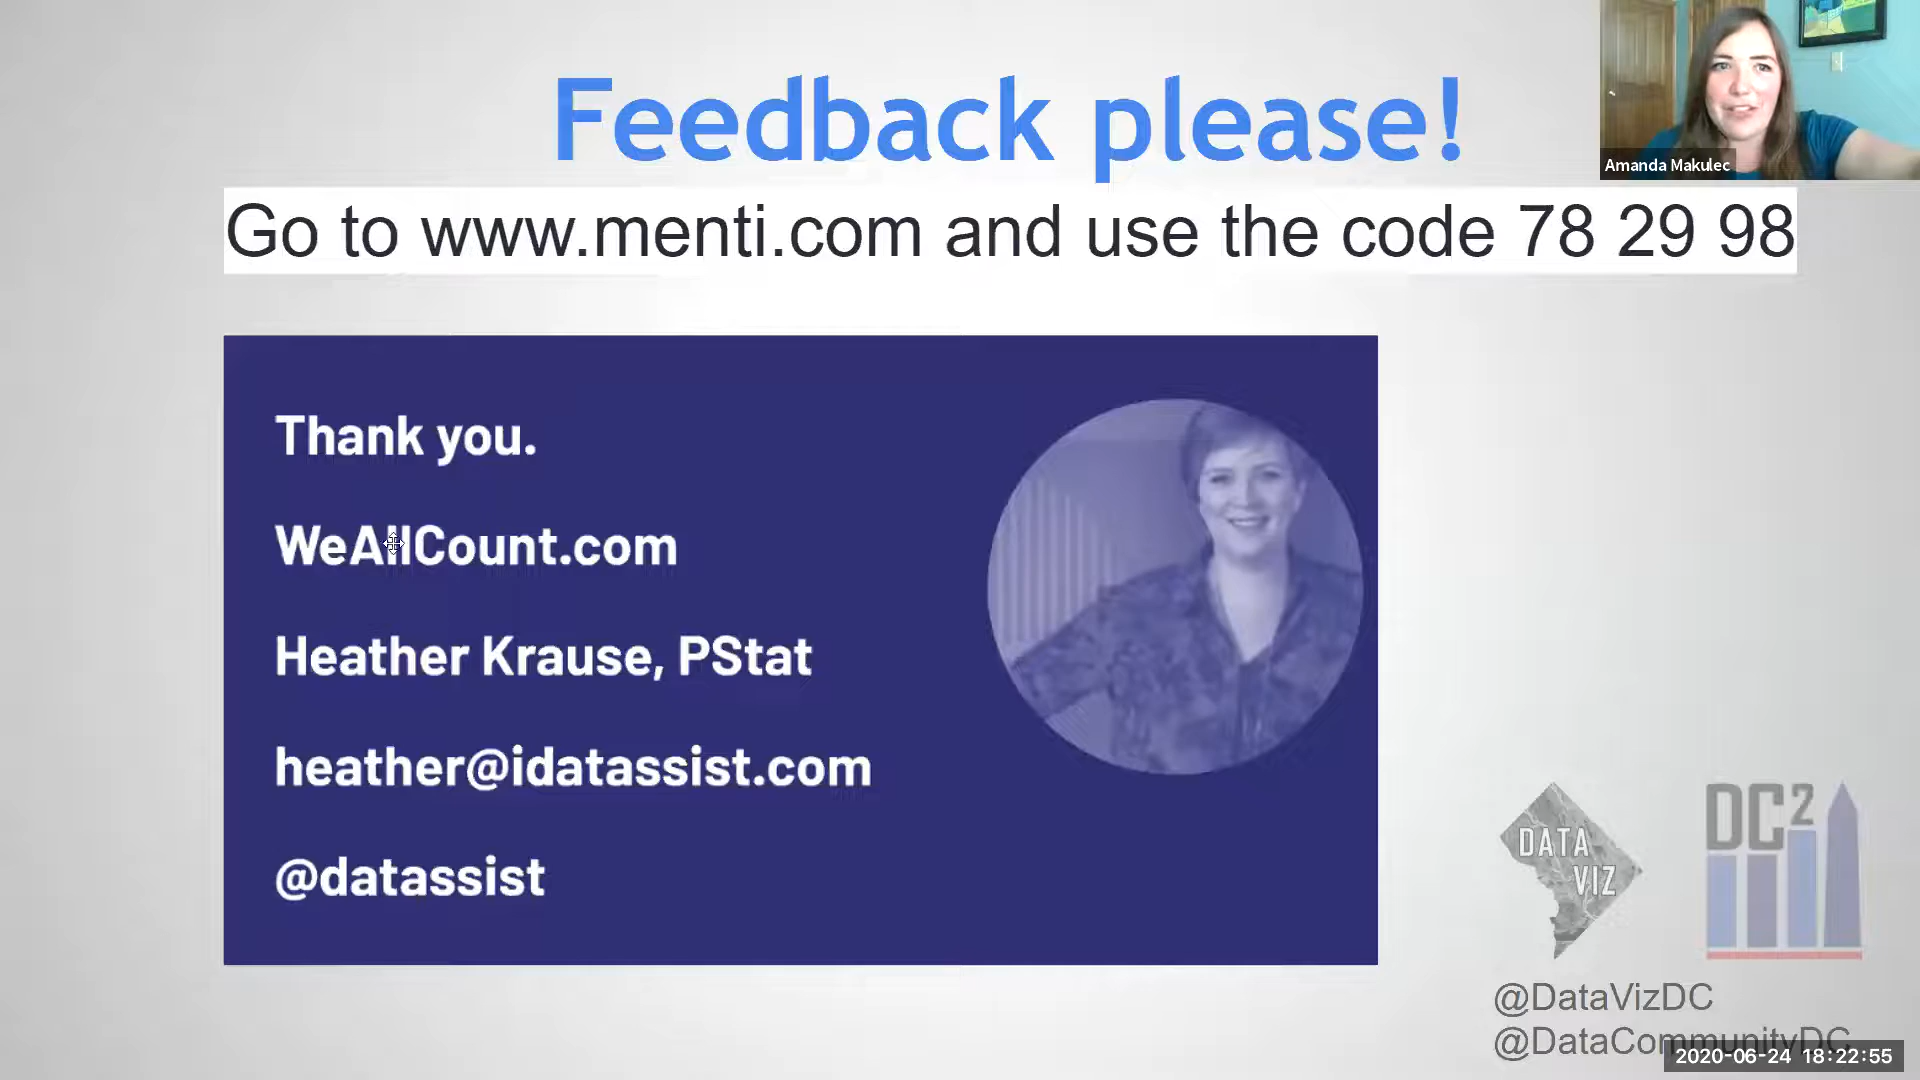 Feedback please!
Amanda Makulec
Go to www.menti.com and use the code 78 29 98
Thank you.
WeAllCount.com
Heather Krause, PStat
heather@idatassist.com
@datassist
DATA
VIZ
DC2
@DataVizDC
@DataCommunityDC
2020-06-24 18:22:55